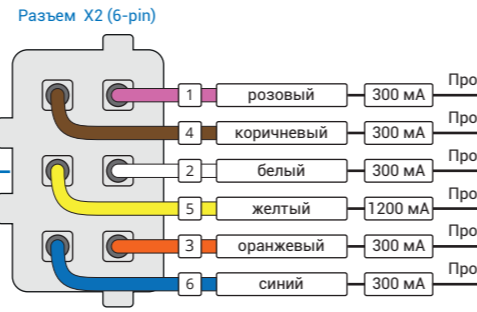 Разъем X2 (6-pin)
1 розовый 300 мА Про
4 коричневый 300 мА Про
2 белый 300 мА Про
5 желтый 1200 мА Про
3 оранжевый 300 мА Про
6 синий 300 мА Про